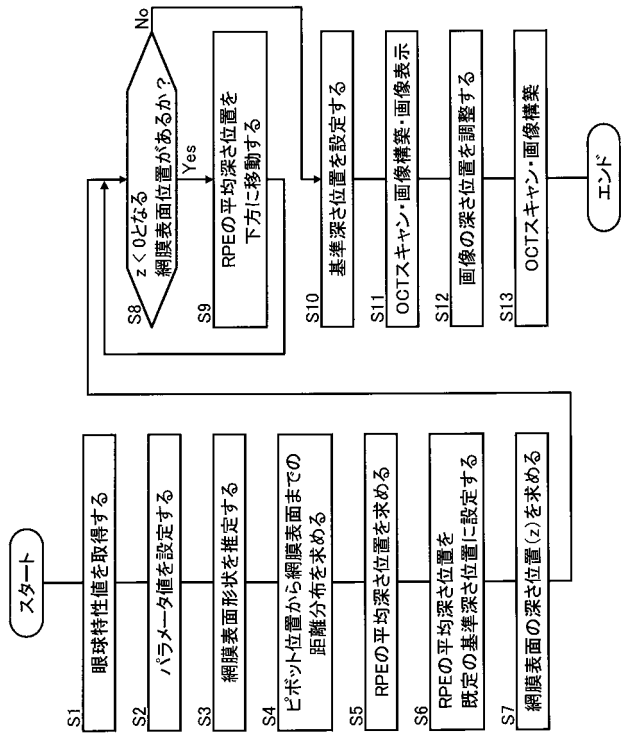 スタート
S1
眼球特性値を取得する
S2
パラメータ値を設定する
S3
網膜表面形状を推定する
S4
ピボット位置から網膜表面までの
距離分布を求める
S5
RPEの平均深さ位置を求める
S6
RPEの平均深さ位置を
既定の基準深さ位置に設定する
S7
網膜表面の深さ位置(z)を求める
S8
z<0となる
網膜表面位置があるか?
No
Yes
S9
RPEの平均深さ位置を
下方に移動する
S10
基準深さ位置を設定する
S11
OCTスキャン・画像構築・画像表示
S12
画像の深さ位置を調整する
S13
OCTスキャン・画像構築
エンド